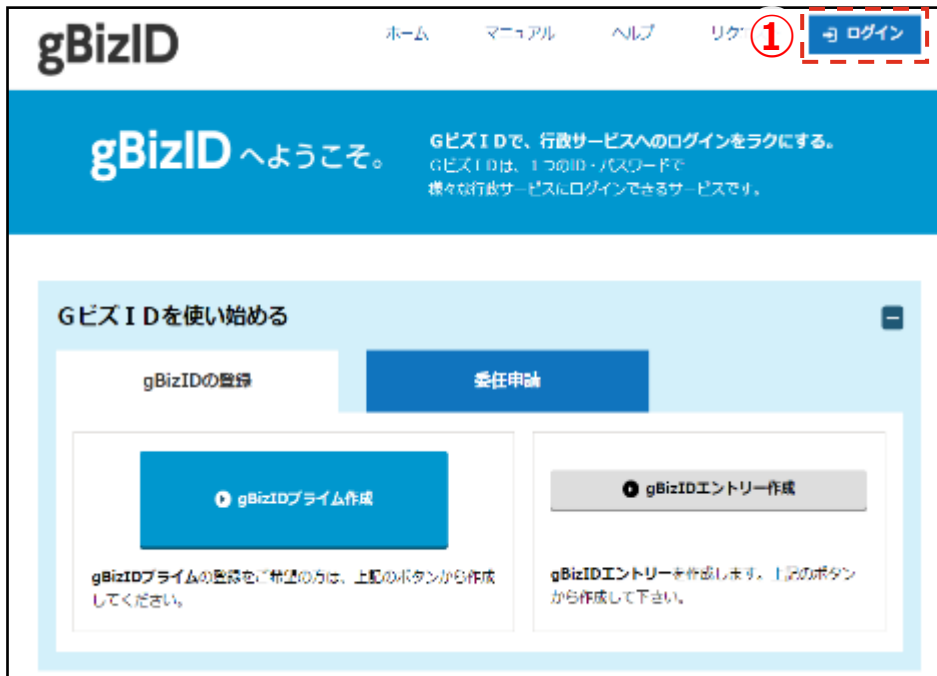 gBizID
ホーム マニュアル ヘルプ リク
① ログイン
gBizID へようこそ。
GビズIDで、行政サービスへのログインをラクにする。
GビズIDは、1つのID・パスワードで
様々な行政サービスにログインできるサービスです。
GビズIDを使い始める
gBizIDの登録 委任申請
gBizIDプライム作成
gBizIDプライムの登録をご希望の方は、上記のボタンから作成
してください。
gBizIDエントリー作成
gBizIDエントリーを作成します。上記のボタン
から作成して下さい。